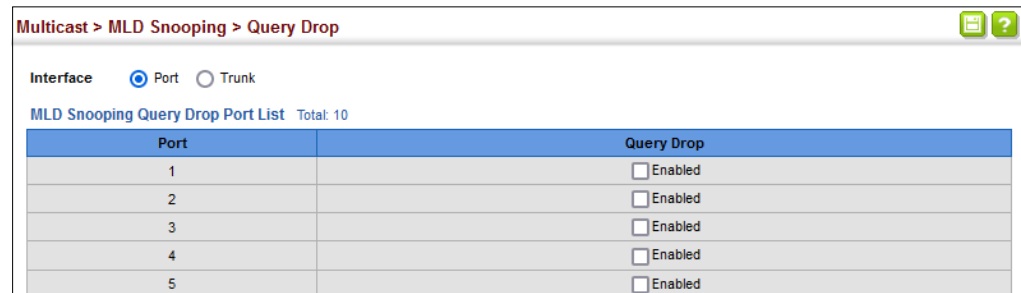 Multicast > MLD Snooping > Query Drop
?
Interface Port Trunk
MLD Snooping Query Drop Port List Total: 10
Port Query Drop
1 Enabled
2 Enabled
3 Enabled
4 Enabled
5 Enabled